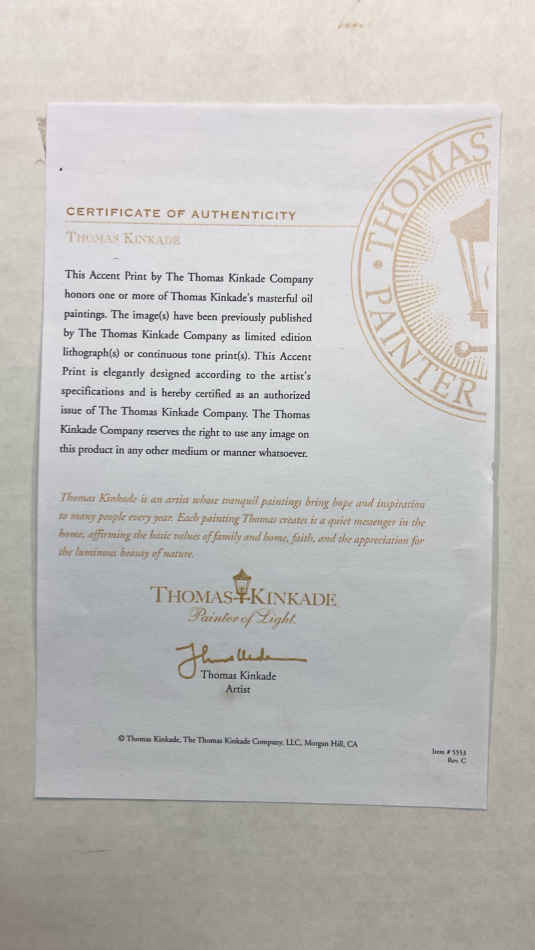 THOMAS
PAINTER
CERTIFICATE OF AUTHENTICITY
THOMAS KINKADE
This Accent Print by The Thomas Kinkade Company
honors one or more of Thomas Kinkade's masterful oil
paintings. The image(s) have been previously published
by The Thomas Kinkade Company as limited edition
lithograph(s) or continuous tone print(s). This Accent
Print is elegantly designed according to the artist's
specifications and is hereby certified as an authorized
issue of The Thomas Kinkade Company. The Thomas
Kinkade Company reserves the right to use any image on
this product in any other medium or manner whatsoever.
Thomas Kinkade is an artist whose tranquil paintings bring hope and inspiration
to many people every year. Each painting Thomas creates is a quiet messenger in the
home, affirming the basic values of family and home, faith, and the appreciation for
the luminous beauty of nature.
THOMAS KINKADE
Painter of Light
Thomas Kinkade
Artist
© Thomas Kinkade, The Thomas Kinkade Company, LLC, Morgan Hill, CA
Item # 5353
Rev. C